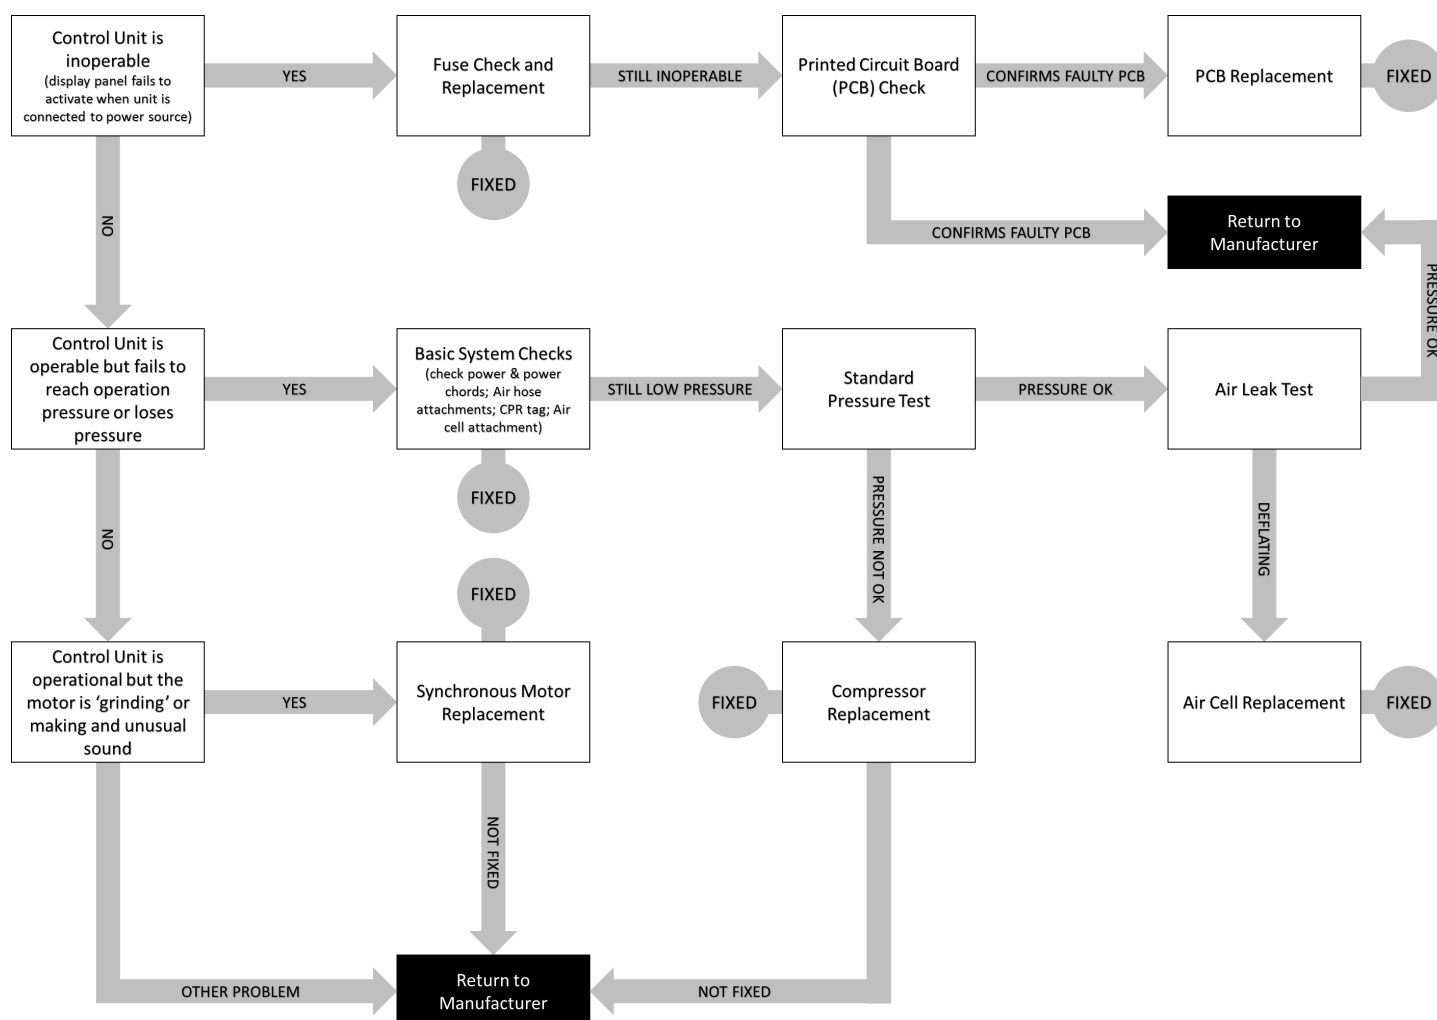 Control Unit is
inoperable
(display panel fails to
activate when unit is
connected to power source)
YES
Fuse Check and
Replacement
STILL INOPERABLE
Printed Circuit Board
(PCB) Check
CONFIRMS FAULTY PCB
PCB Replacement
FIXED
FIXED
NO
CONFIRMS FAULTY PCB
Return to
Manufacturer
PRESSURE OK
Control Unit is
operable but fails to
reach operation
pressure or loses
pressure
YES
Basic System Checks
(check power & power
chords; Air hose
attachments; CPR tag; Air
cell attachment)
STILL LOW PRESSURE
Standard
Pressure Test
PRESSURE OK
Air Leak Test
FIXED
NO
PRESSURE NOT OK
DEFLATING
FIXED
Control Unit is
operational but the
motor is ‘grinding’ or
making and unusual
sound
YES
Synchronous Motor
Replacement
FIXED
Compressor
Replacement
Air Cell Replacement
FIXED
NOT FIXED
OTHER PROBLEM
Return to
Manufacturer
NOT FIXED